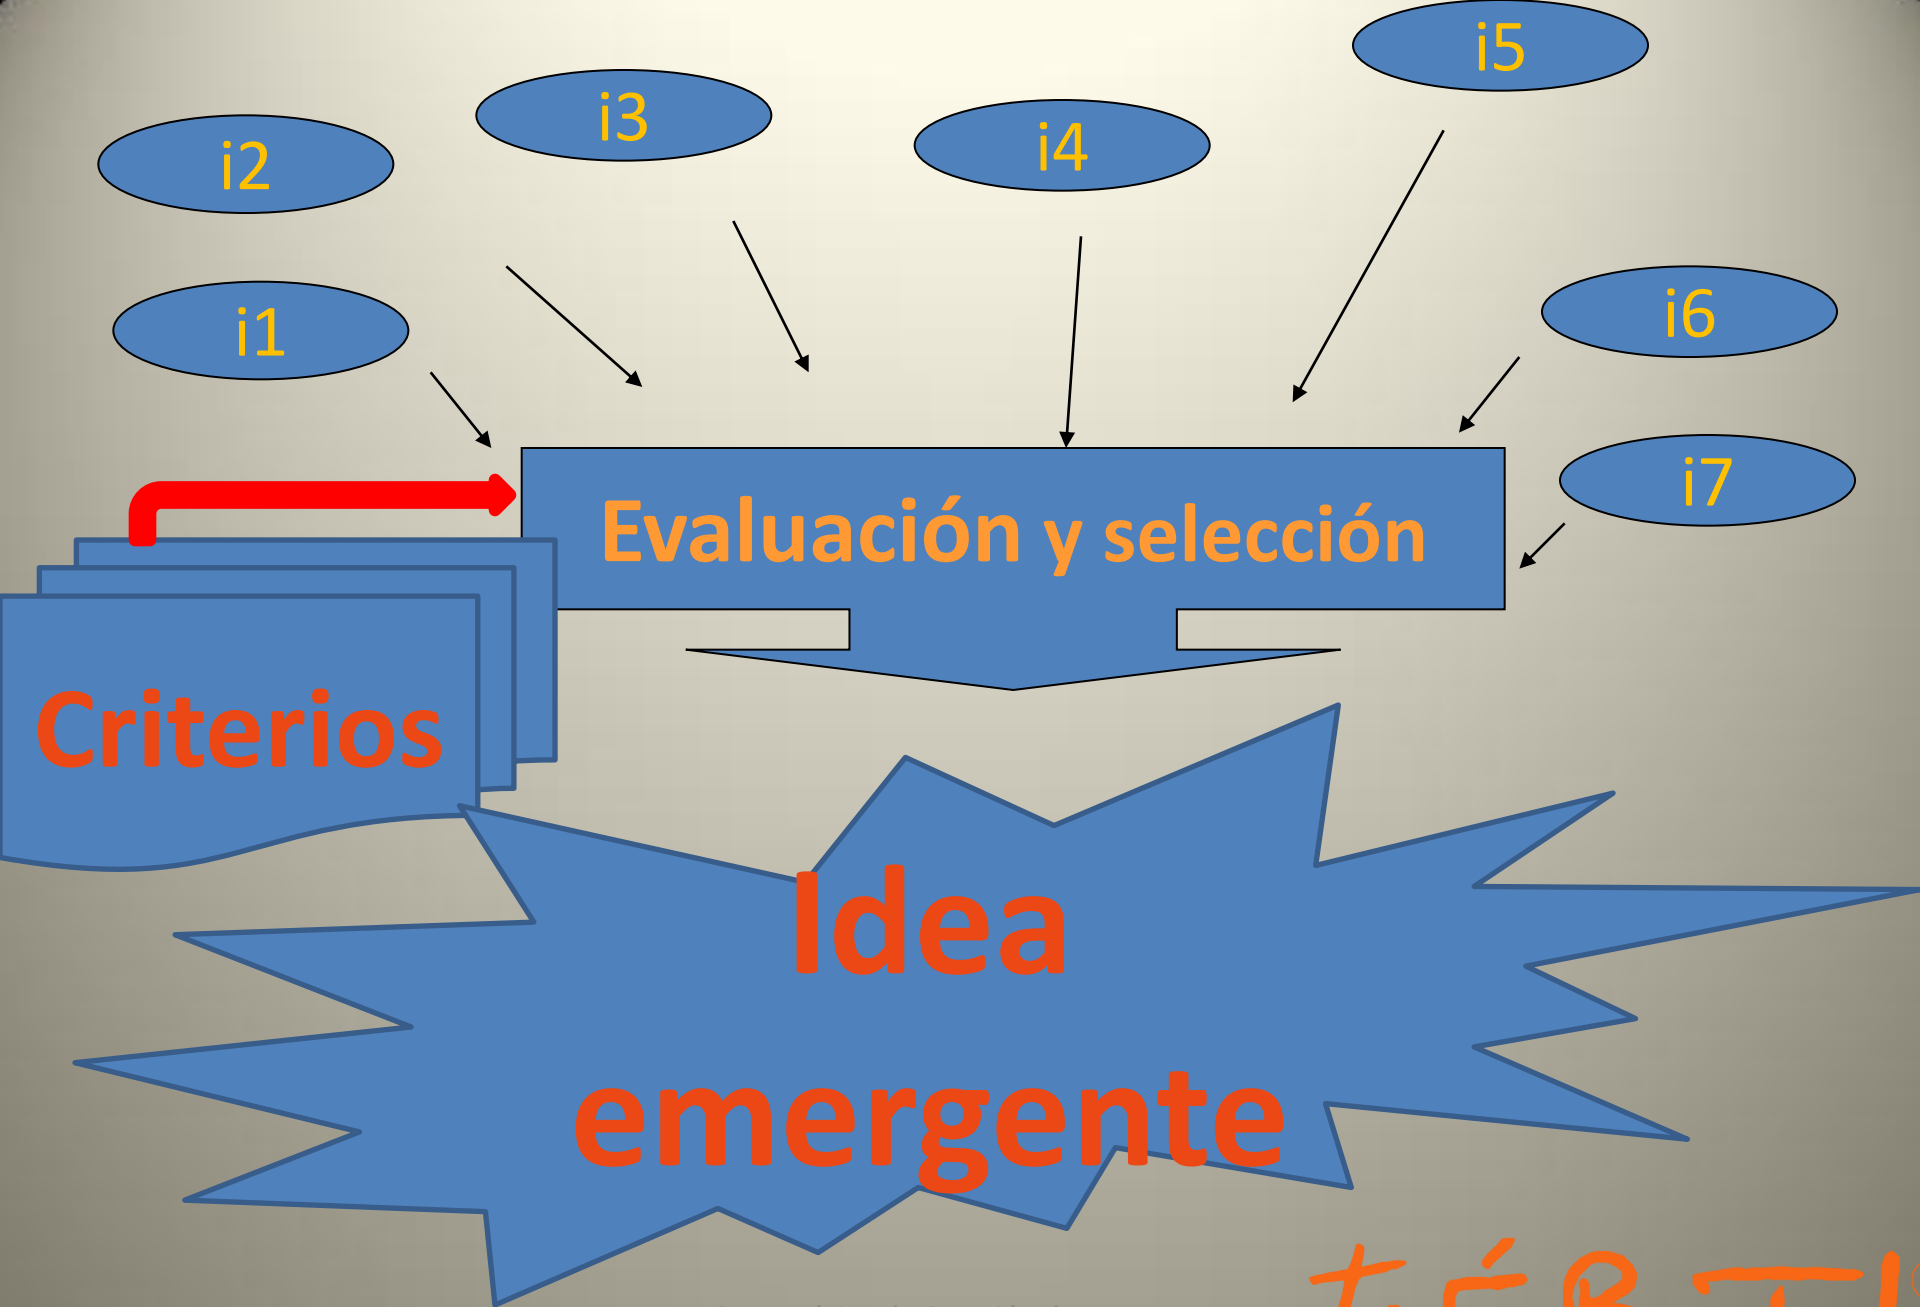 i5
i3
i4
i2
i6
i1
i7
Evaluación y selección
Criterios
Idea
emergente